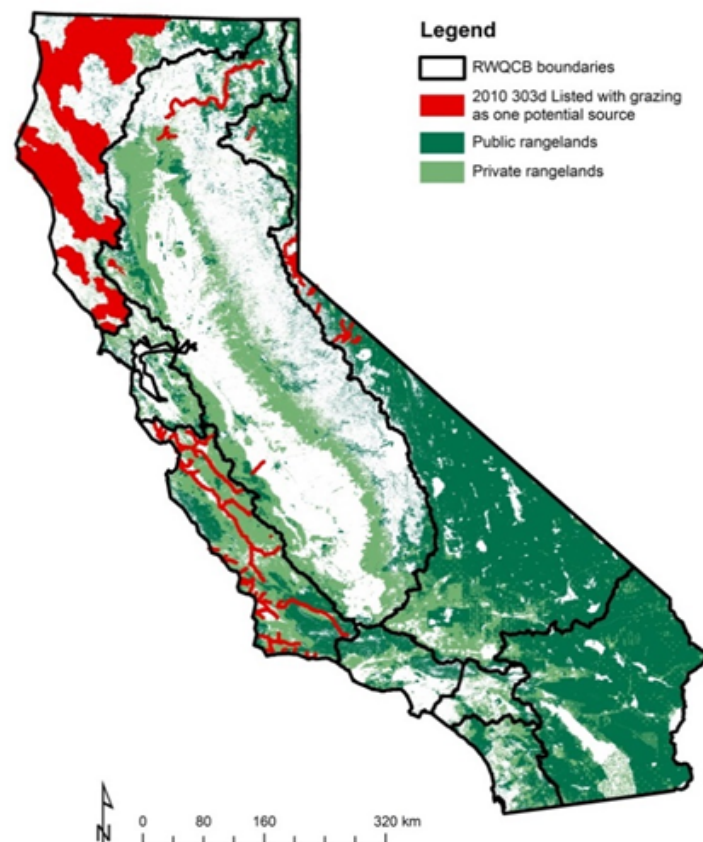 Legend
RWQCB boundaries
2010 303d Listed with grazing
as one potential source
Public rangelands
Private rangelands
N
0 80 160 320 km